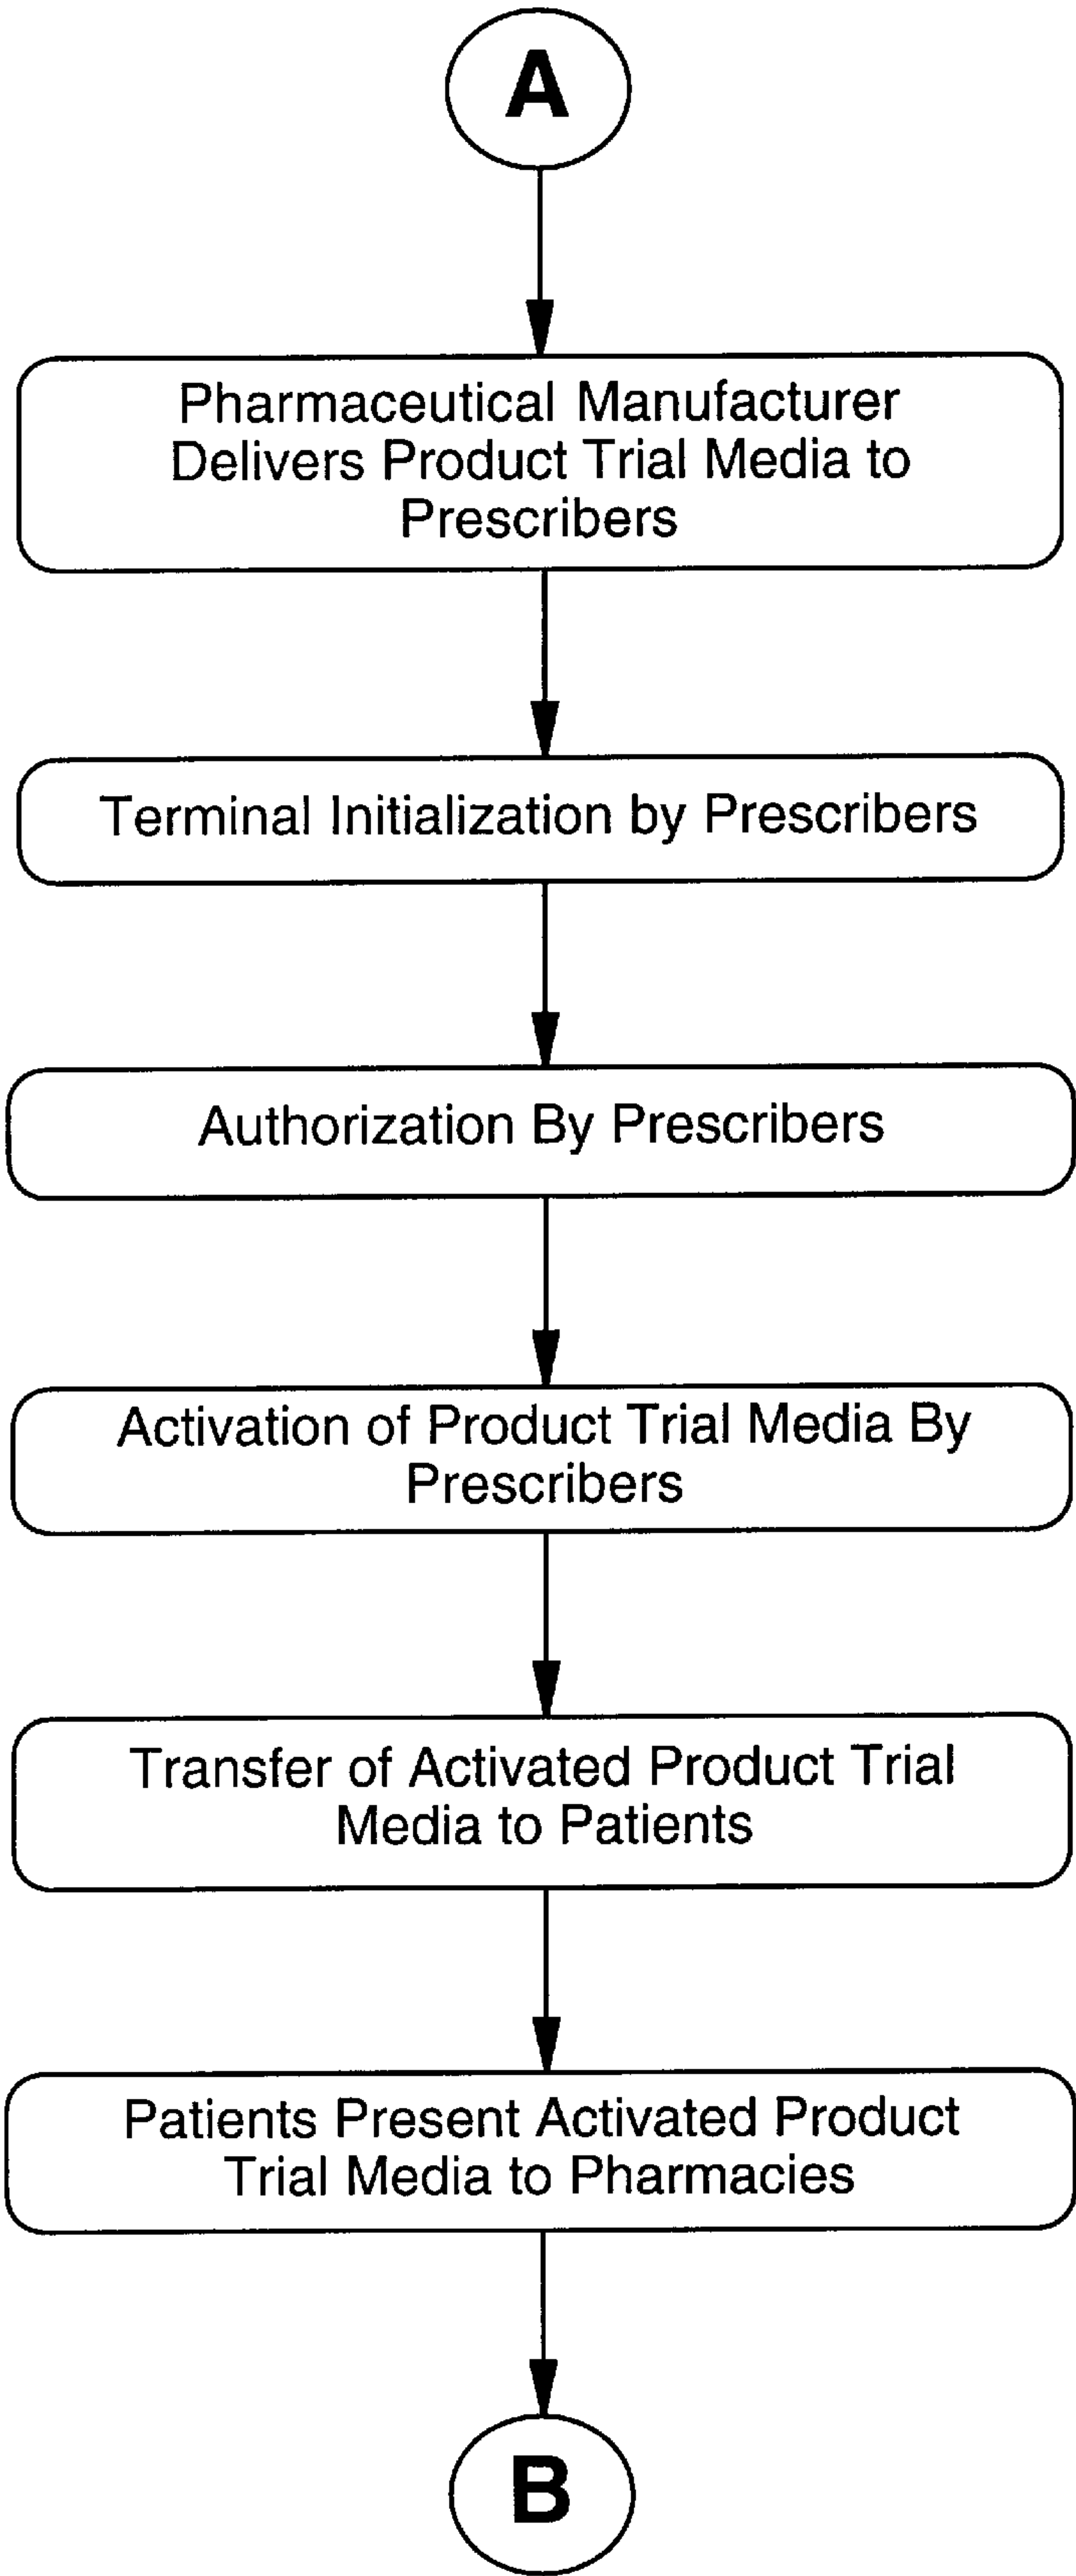 A
Pharmaceutical Manufacturer
Delivers Product Trial Media to
Prescribers
Terminal Initialization by Prescribers
Authorization By Prescribers
Activation of Product Trial Media By
Prescribers
Transfer of Activated Product Trial
Media to Patients
Patients Present Activated Product
Trial Media to Pharmacies
B